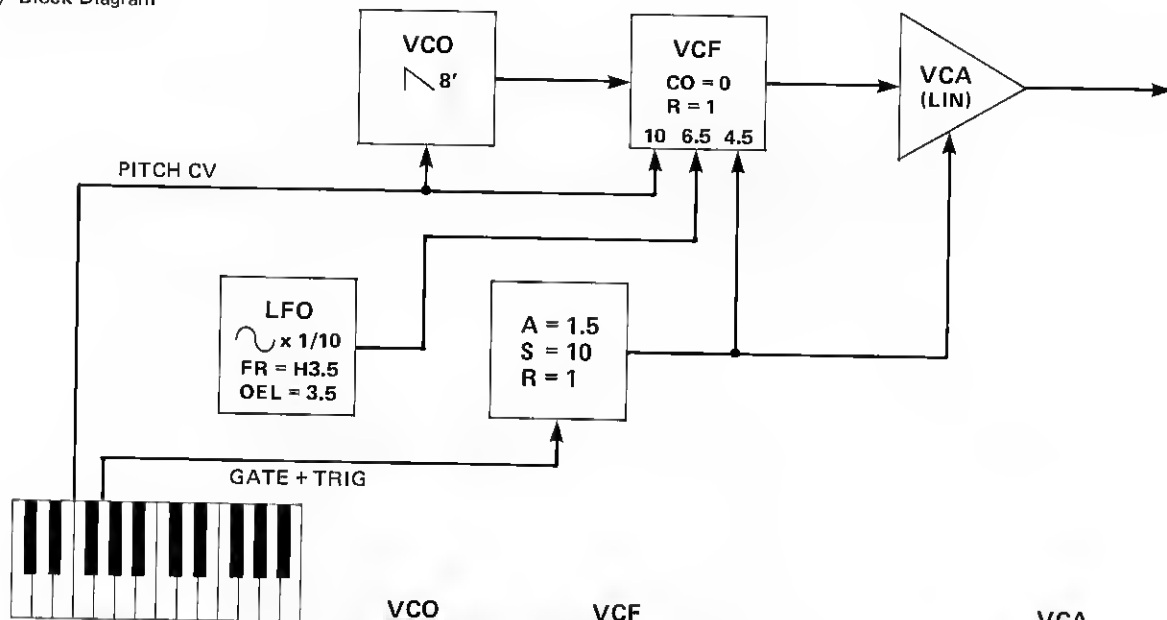 Block Diagram
VCO
8'
VCF
CO = 0
R = 1
10 6.5 4.5
VCA
(LIN)
PITCH CV
LFO
x 1/10
FR = H3.5
OEL = 3.5
A = 1.5
S = 10
R = 1
GATE + TRIG
VCO
VCF
VCA